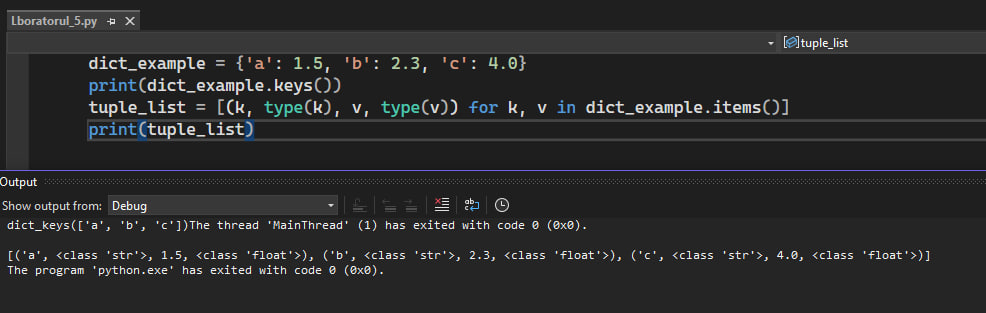 Lboratorul_5.py
tuple_list
dict_example = {'a': 1.5, 'b': 2.3, 'c': 4.0}
print(dict_example.keys())
tuple_list = [(k, type(k), v, type(v)) for k, v in dict_example.items()]
print(tuple_list)
Output
Show output from: Debug
dict_keys(['a', 'b', 'c'])The thread 'MainThread' (1) has exited with code 0 (0x0).
[('a', <class 'str'>, 1.5, <class 'float'>), ('b', <class 'str'>, 2.3, <class 'float'>), ('c', <class 'str'>, 4.0, <class 'float'>)]
The program 'python.exe' has exited with code 0 (0x0).